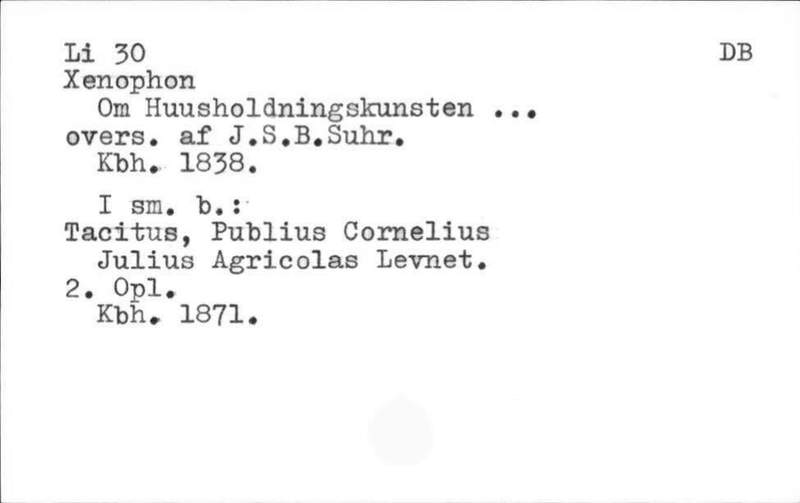 Li 30 DB
Xenophon
Om Huusholdningskunsten ...
overs. af J.S.B.Suhr.
Kbh. 1838.
I sm. b.:
Tacitus, Publius Cornelius
Julius Agricolas Levnet.
2. Opl.
Kbh. 1871.